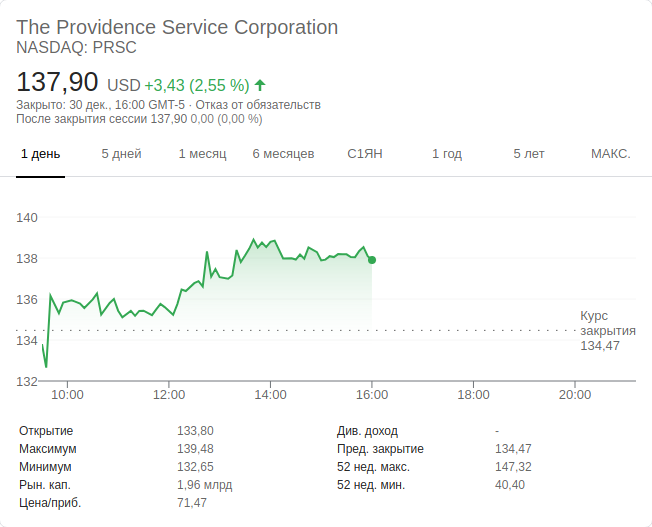 The Providence Service Corporation
NASDAQ: PRSC
137,90 USD +3,43 (2,55 %)
Закрыто: 30 дек., 16:00 GMT-5 · Отказ от обязательств
После закрытия сессии 137,90 0,00 (0,00 %)
1 день 5 дней 1 месяц 6 месяцев С1ЯН 1 год 5 лет МАКС.
140
138
136
134
132
Курс
закрытия
134,47
10:00 12:00 14:00 16:00 18:00 20:00
Открытие 133,80 Див. доход -
Максимум 139,48 Пред. закрытие 134,47
Минимум 132,65 52 нед. макс. 147,32
Рын. кап. 1,96 млрд 52 нед. мин. 40,40
Цена/приб. 71,47